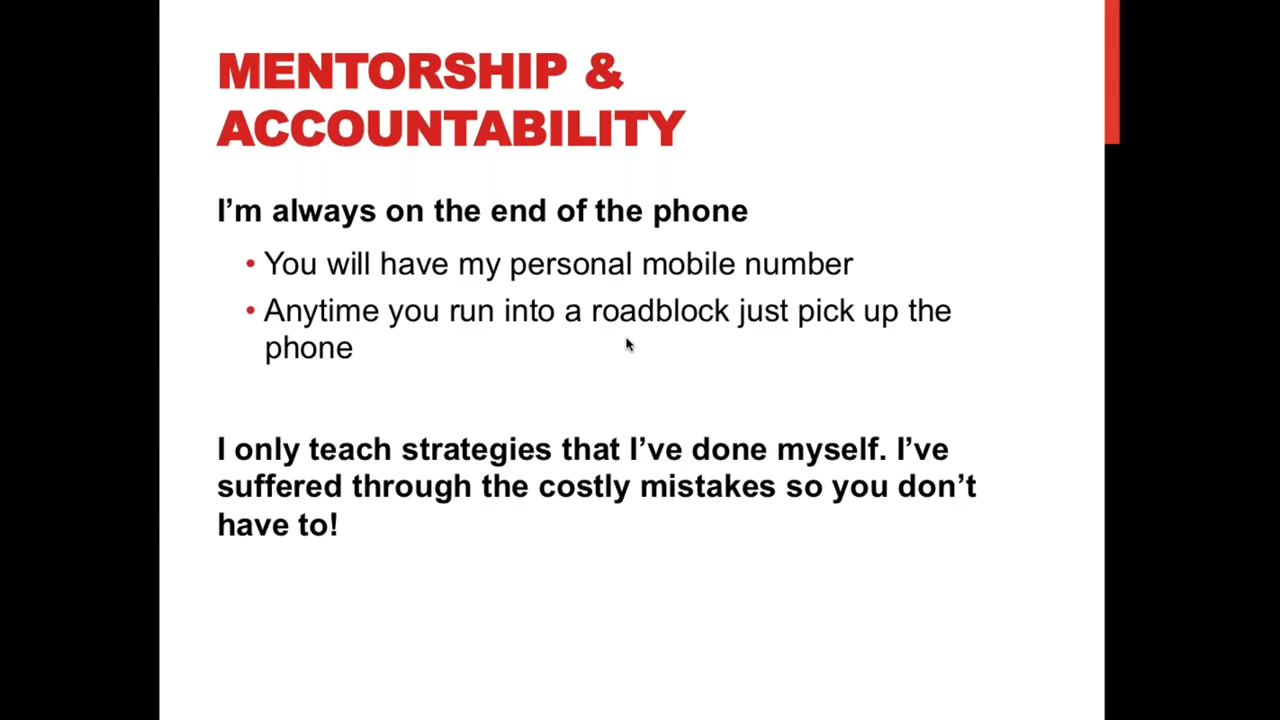 MENTORSHIP &
ACCOUNTABILITY
I’m always on the end of the phone
• You will have my personal mobile number
• Anytime you run into a roadblock just pick up the
phone
I only teach strategies that I’ve done myself. I’ve
suffered through the costly mistakes so you don’t
have to!